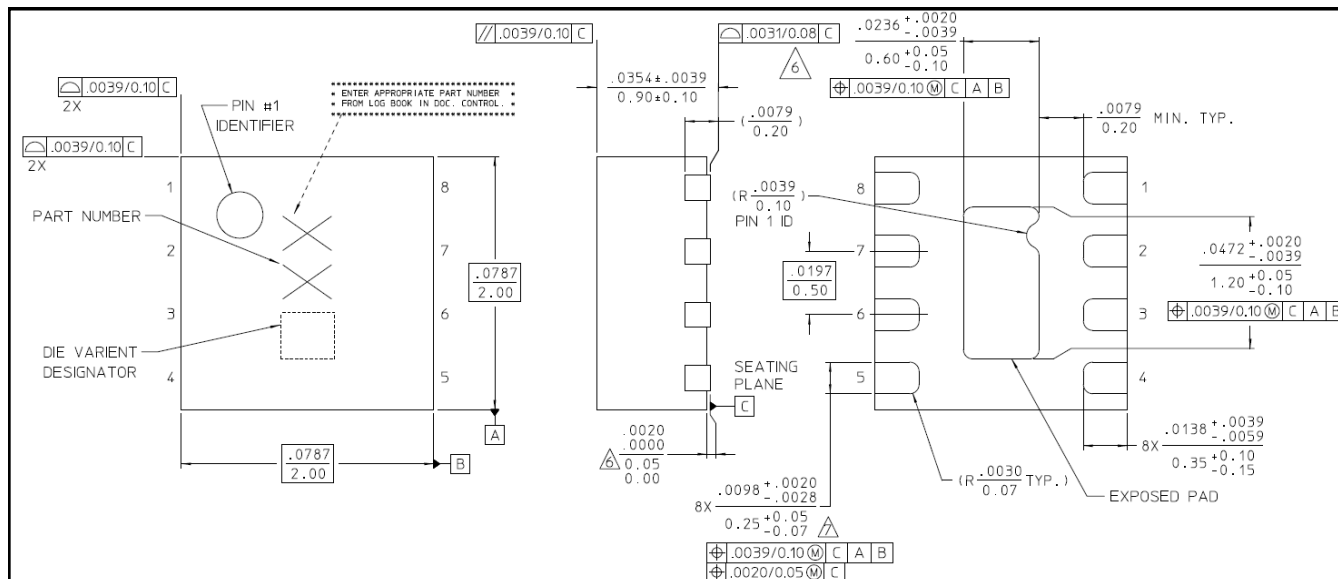 // .0039/0.10 C
⌓ .0031/0.08 C
6
.0236 +.0020 -.0039
0.60 +0.05 -0.10
⌖ .0039/0.10 Ⓜ C A B
⌓ .0039/0.10 C
2X
PIN #1
IDENTIFIER
ENTER APPROPRIATE PART NUMBER
FROM LOG BOOK IN DOC. CONTROL.
.0354±.0039
0.90±0.10
(.0079
0.20)
.0079
0.20
MIN. TYP.
⌓ .0039/0.10 C
2X
1
8
PART NUMBER
2
7
3
6
DIE VARIENT
DESIGNATOR
4
5
.0787
2.00
A
.0787
2.00
B
(R .0039
0.10)
PIN 1 ID
SEATING
PLANE
C
6
.0020
.0000
0.05
0.00
8
1
7
2
6
3
5
4
.0197
0.50
.0472 +.0020 -.0039
1.20 +0.05 -0.10
⌖ .0039/0.10 Ⓜ C A B
8X .0138 +.0039 -.0059
0.35 +0.10 -0.15
(R .0030
0.07 TYP.)
EXPOSED PAD
8X .0098 +.0020 -.0028
0.25 +0.05 -0.07
7
⌖ .0039/0.10 Ⓜ C A B
⌖ .0020/0.05 Ⓜ C